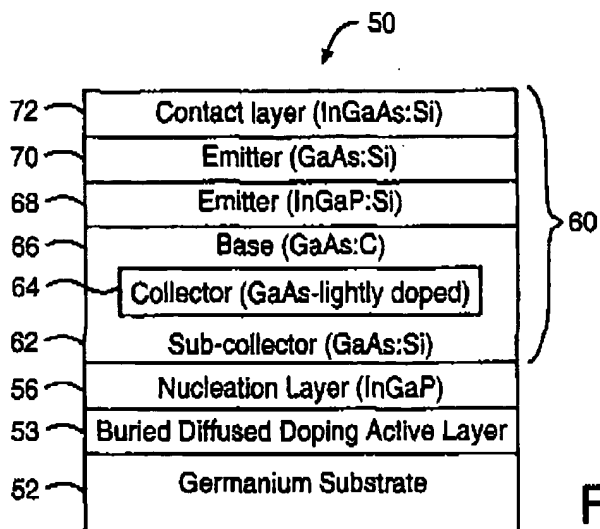 50
72 Contact layer (InGaAs:Si)
70 Emitter (GaAs:Si)
68 Emitter (InGaP:Si)
60
66 Base (GaAs:C)
64 Collector (GaAs-lightly doped)
62 Sub-collector (GaAs:Si)
56 Nucleation Layer (InGaP)
53 Buried Diffused Doping Active Layer
52 Germanium Substrate
F